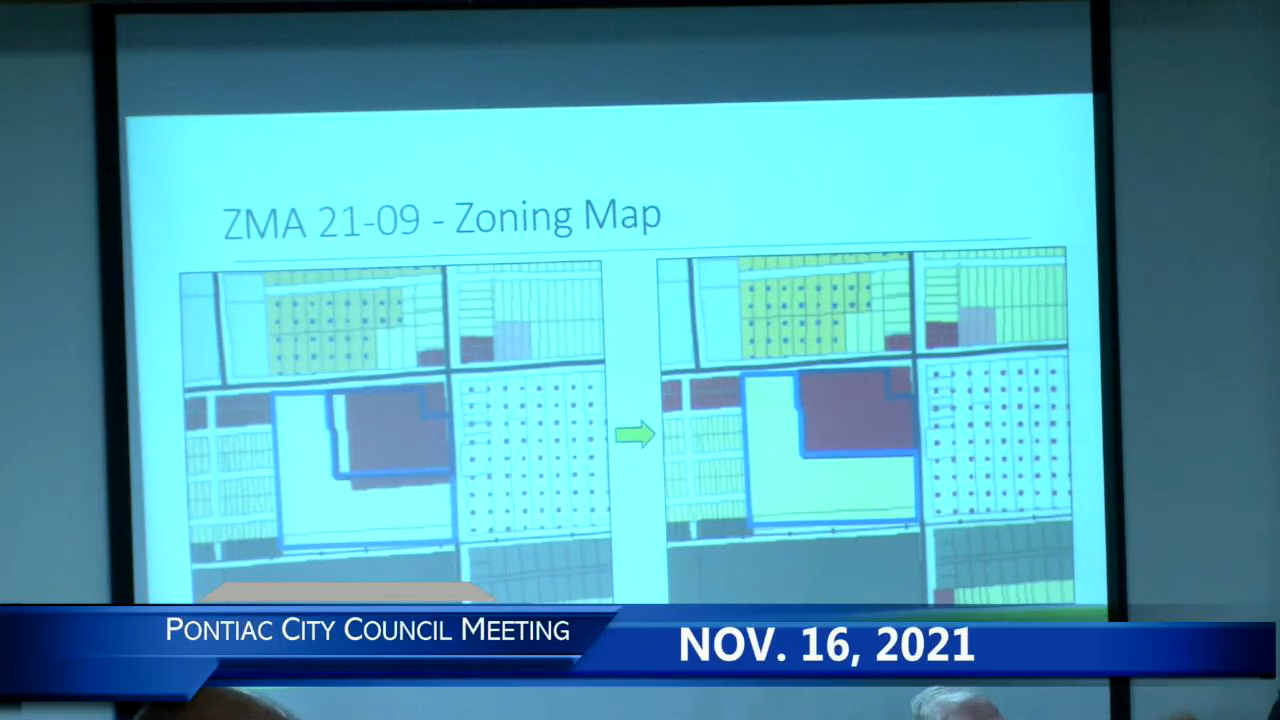 ZMA 21-09 - Zoning Map
PONTIAC CITY COUNCIL MEETING
NOV. 16, 2021